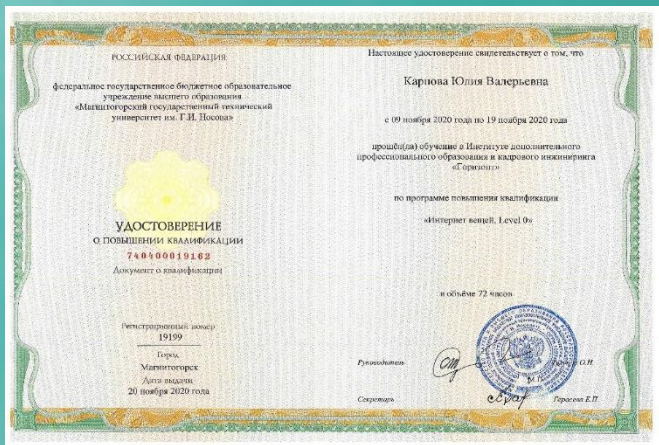 РОССИЙСКАЯ ФЕДЕРАЦИЯ
федеральное государственное бюджетное образовательное
учреждение высшего образования
«Магнитогорский государственный технический
университет им. Г.И. Носова»
УДОСТОВЕРЕНИЕ
О ПОВЫШЕНИИ КВАЛИФИКАЦИИ
740400019162
Документ о квалификации
Регистрационный номер
19199
Город
Магнитогорск
Дата выдачи
20 ноября 2020 года
Настоящее удостоверение свидетельствует о том, что
Карпова Юлия Валерьевна
с 09 ноября 2020 года по 19 ноября 2020 года
прошёл(ла) обучение в Институте дополнительного
профессионального образования и кадрового инжиниринга
«Горизонт»
по программе повышения квалификации
«Интернет вещей, Level 0»
в объёме 72 часов
Руководитель О.Н.
М.П.
Секретарь Герасева Е.П.